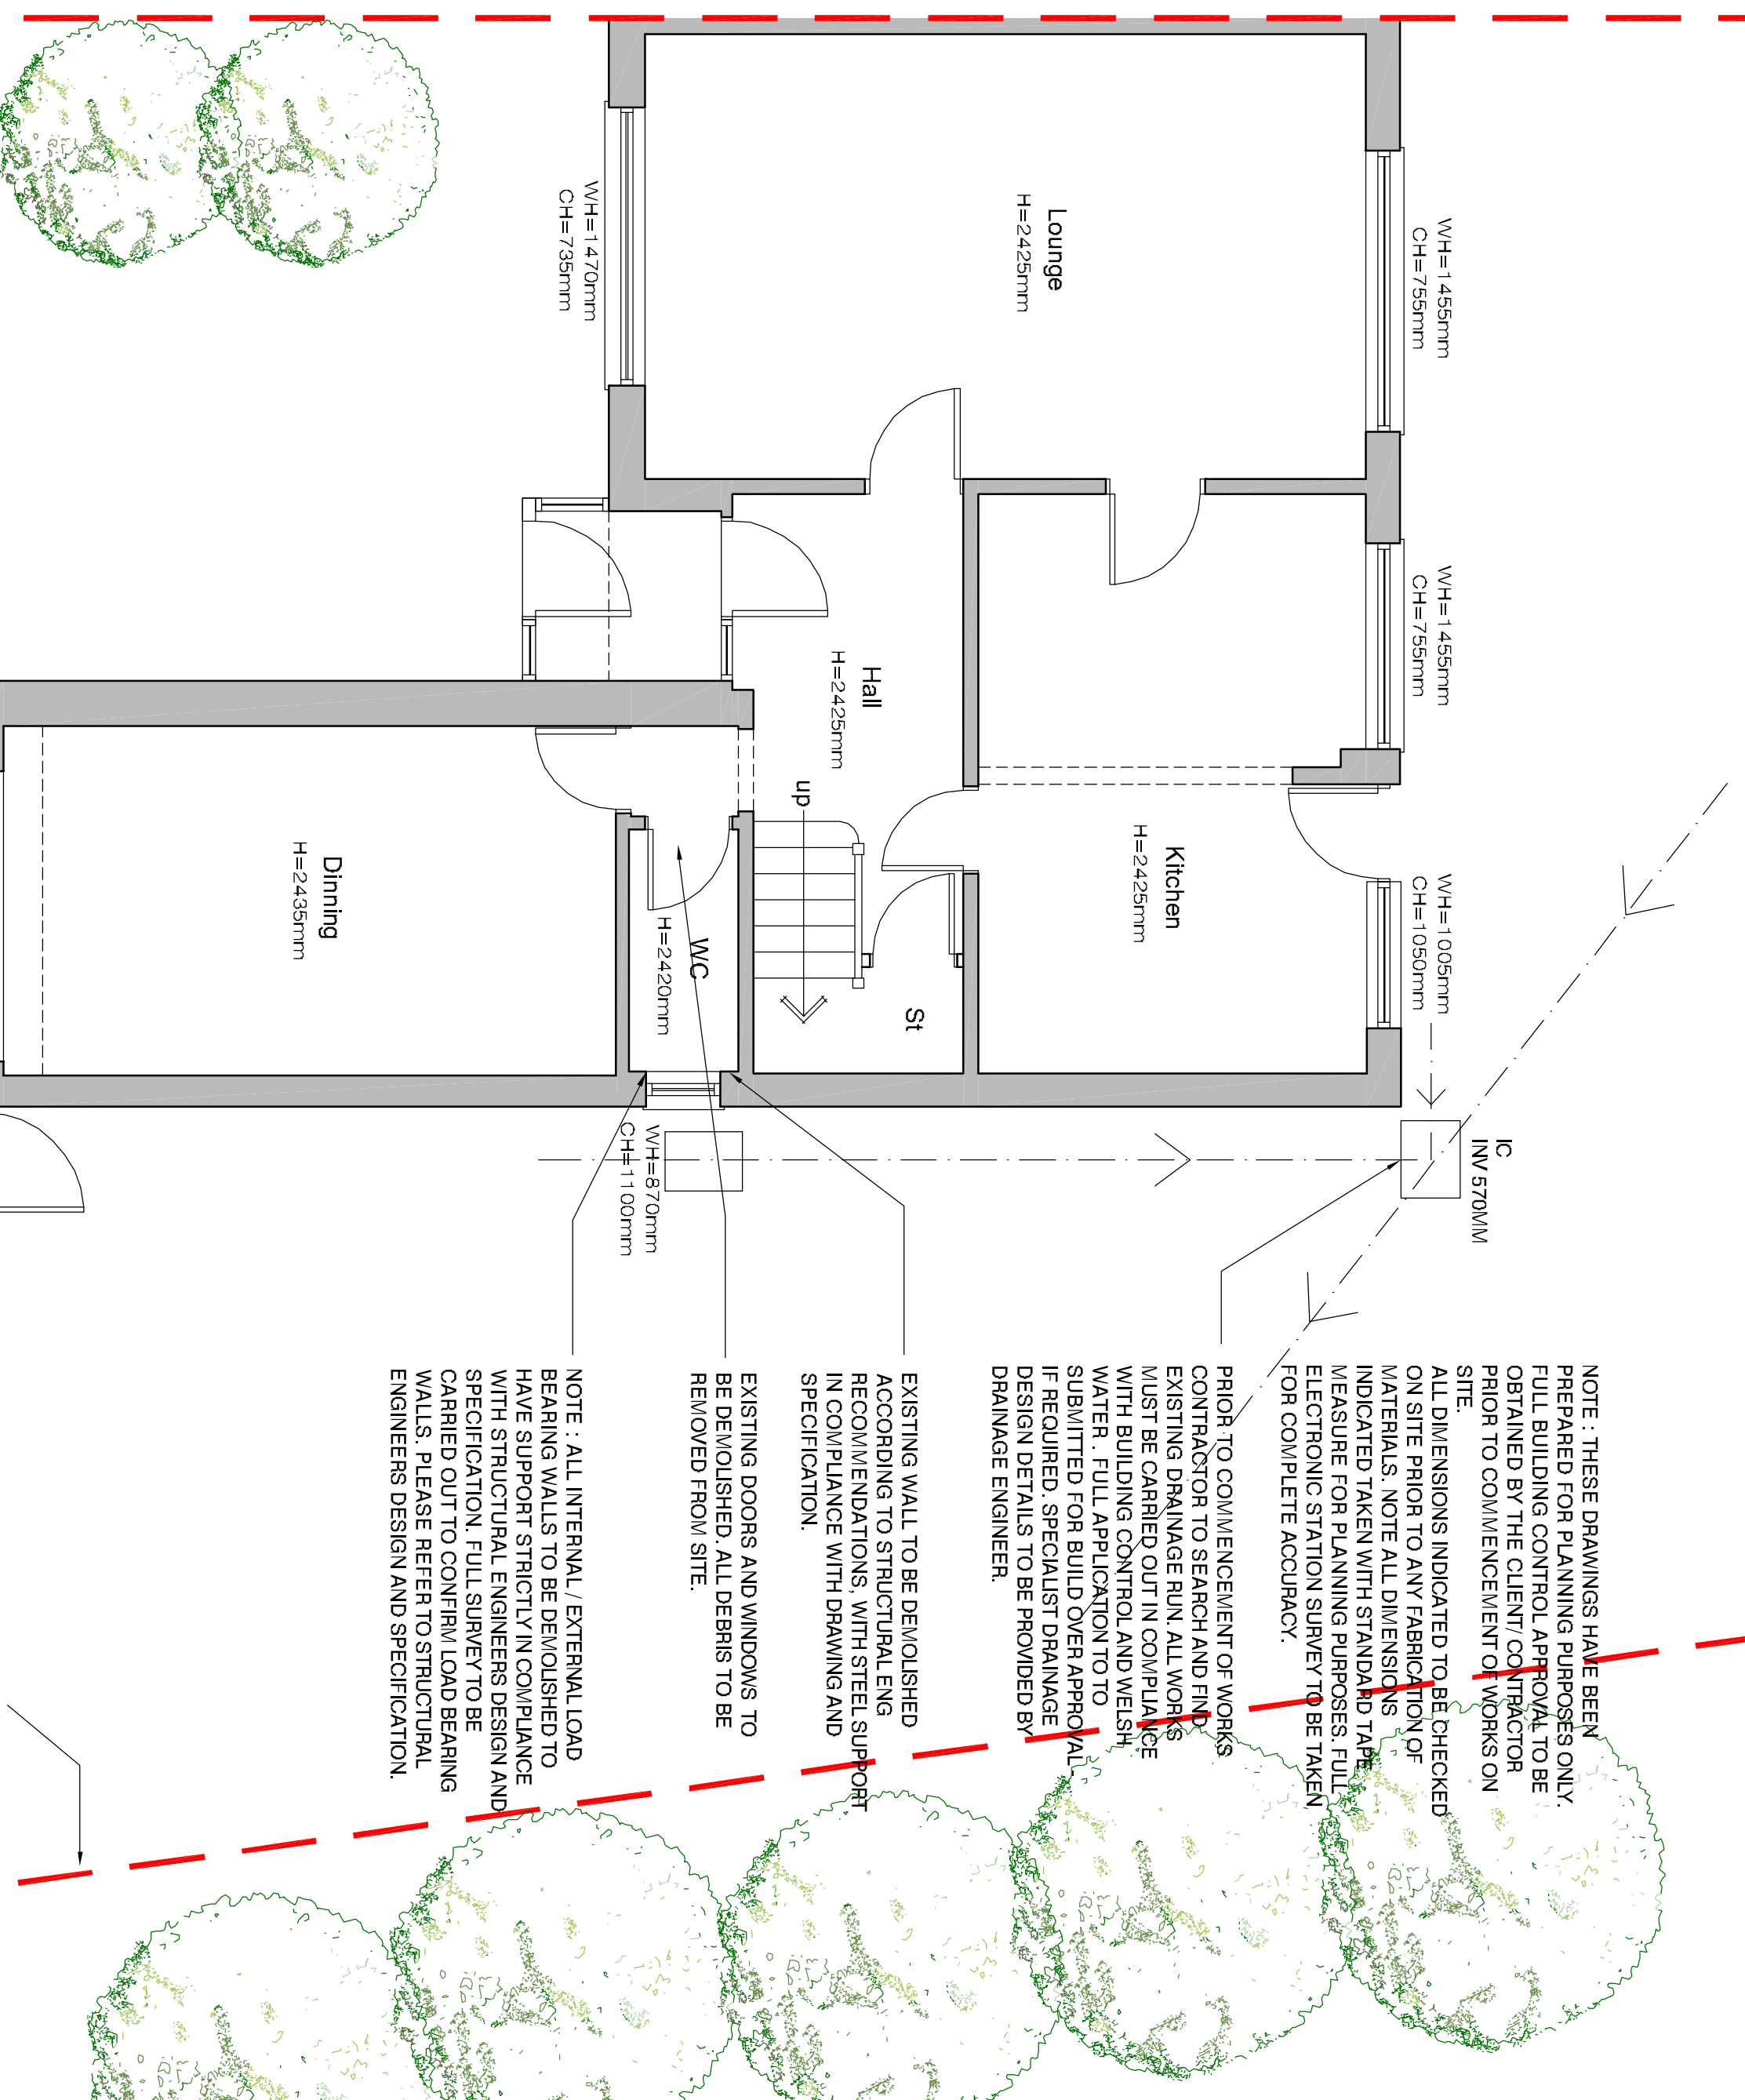 WH=1455mm
CH=755mm
WH=1455mm
CH=755mm
WH=1005mm
CH=1050mm
IC
INV 570MM
Lounge
H=2425mm
Kitchen
H=2425mm
Hall
H=2425mm
up
St
WC
H=2420mm
WH=870mm
CH=1100mm
WH=1470mm
CH=735mm
Dinning
H=2435mm
NOTE : THESE DRAWINGS HAVE BEEN
PREPARED FOR PLANNING PURPOSES ONLY.
FULL BUILDING CONTROL APPROVAL TO BE
OBTAINED BY THE CLIENT/ CONTRACTOR
PRIOR TO COMMENCEMENT OF WORKS ON
SITE.
ALL DIMENSIONS INDICATED TO BE CHECKED
ON SITE PRIOR TO ANY FABRICATION OF
MATERIALS. NOTE ALL DIMENSIONS
INDICATED TAKEN WITH STANDARD TAPE
MEASURE FOR PLANNING PURPOSES. FULL
ELECTRONIC STATION SURVEY TO BE TAKEN
FOR COMPLETE ACCURACY.
PRIOR TO COMMENCEMENT OF WORKS
CONTRACTOR TO SEARCH AND FIND
EXISTING DRAINAGE RUN. ALL WORKS
MUST BE CARRIED OUT IN COMPLIANCE
WITH BUILDING CONTROL AND WELSH
WATER . FULL APPLICATION TO TO
SUBMITTED FOR BUILD OVER APPROVAL
IF REQUIRED. SPECIALIST DRAINAGE
DESIGN DETAILS TO BE PROVIDED BY
DRAINAGE ENGINEER.
EXISTING WALL TO BE DEMOLISHED
ACCORDING TO STRUCTURAL ENG
RECOMMENDATIONS, WITH STEEL SUPPORT
IN COMPLIANCE WITH DRAWING AND
SPECIFICATION.
EXISTING DOORS AND WINDOWS TO
BE DEMOLISHED. ALL DEBRIS TO BE
REMOVED FROM SITE.
NOTE : ALL INTERNAL / EXTERNAL LOAD
BEARING WALLS TO BE DEMOLISHED TO
HAVE SUPPORT STRICTLY IN COMPLIANCE
WITH STRUCTURAL ENGINEERS DESIGN AND
SPECIFICATION. FULL SURVEY TO BE
CARRIED OUT TO CONFIRM LOAD BEARING
WALLS. PLEASE REFER TO STRUCTURAL
ENGINEERS DESIGN AND SPECIFICATION.